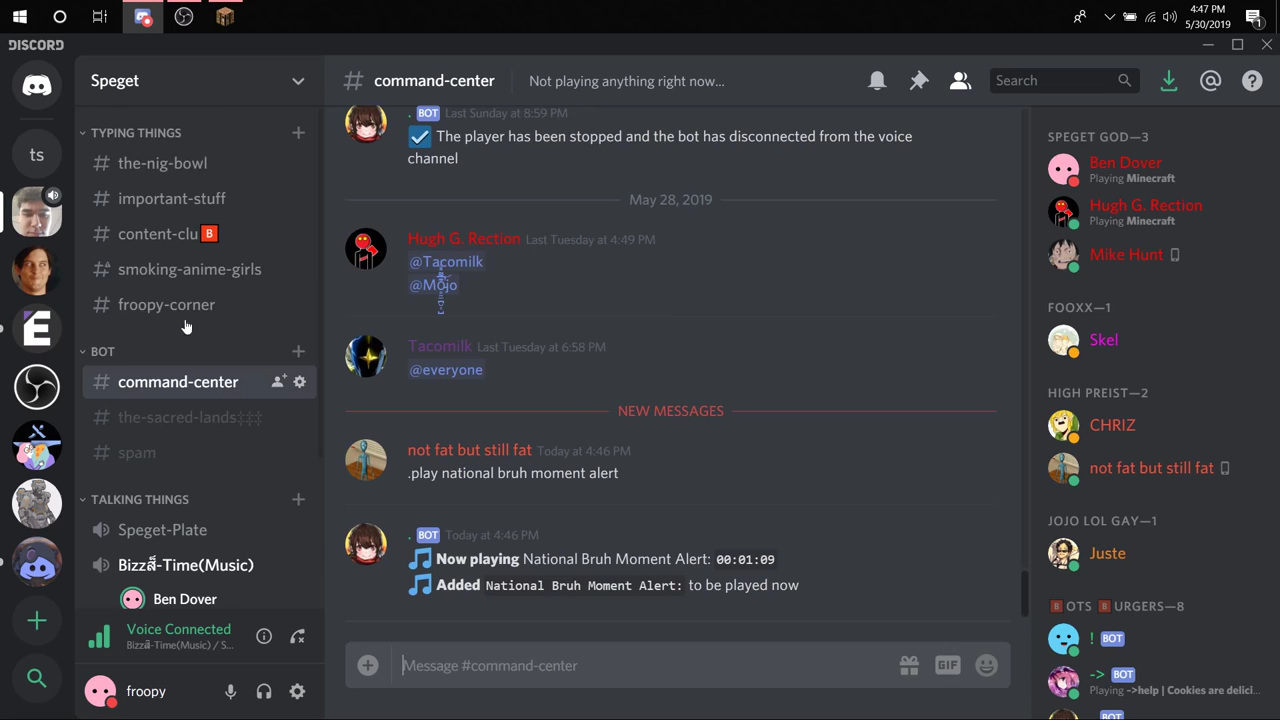 4:47 PM
5/30/2019
1
DISCORD
ts
Speget
TYPING THINGS
the-nig-bowl
important-stuff
content-clu B
smoking-anime-girls
froopy-corner
BOT
command-center
the-sacred-lands
spam
TALKING THINGS
Speget-Plate
(Music)
Ben Dover
Voice Connected
froopy
command-center
Not playing anything right now...
Search
. BOT Last Sunday at 8:59 PM
The player has been stopped and the bot has disconnected from the voice
channel
May 28, 2019
Hugh G. Rection Last Tuesday at 4:49 PM
@Tacomilk
@Mojo
Tacomilk Last Tuesday at 6:58 PM
@everyone
NEW MESSAGES
not fat but still fat Today at 4:46 PM
.play national bruh moment alert
. BOT Today at 4:46 PM
Now playing National Bruh Moment Alert: 00:01:09
Added National Bruh Moment Alert: to be played now
Message #command-center
GIF
SPEGET GOD—3
Ben Dover
Playing Minecraft
Hugh G. Rection
Playing Minecraft
Mike Hunt
FOOXX—1
Skel
HIGH PREIST—2
CHRIZ
not fat but still fat
JOJO LOL GAY—1
Juste
B OTS B URGERS—8
! BOT
-> BOT
Playing ->help | Cookies are delici...
BOT